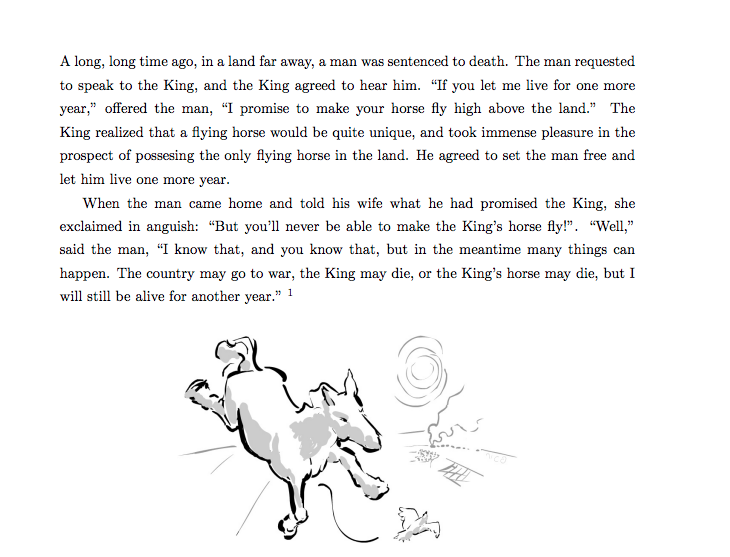 A long, long time ago, in a land far away, a man was sentenced to death. The man requested
to speak to the King, and the King agreed to hear him. “If you let me live for one more
year,” offered the man, “I promise to make your horse fly high above the land.” The
King realized that a flying horse would be quite unique, and took immense pleasure in the
prospect of possesing the only flying horse in the land. He agreed to set the man free and
let him live one more year.
When the man came home and told his wife what he had promised the King, she
exclaimed in anguish: “But you’ll never be able to make the King’s horse fly!”. “Well,”
said the man, “I know that, and you know that, but in the meantime many things can
happen. The country may go to war, the King may die, or the King’s horse may die, but I
will still be alive for another year.” 1